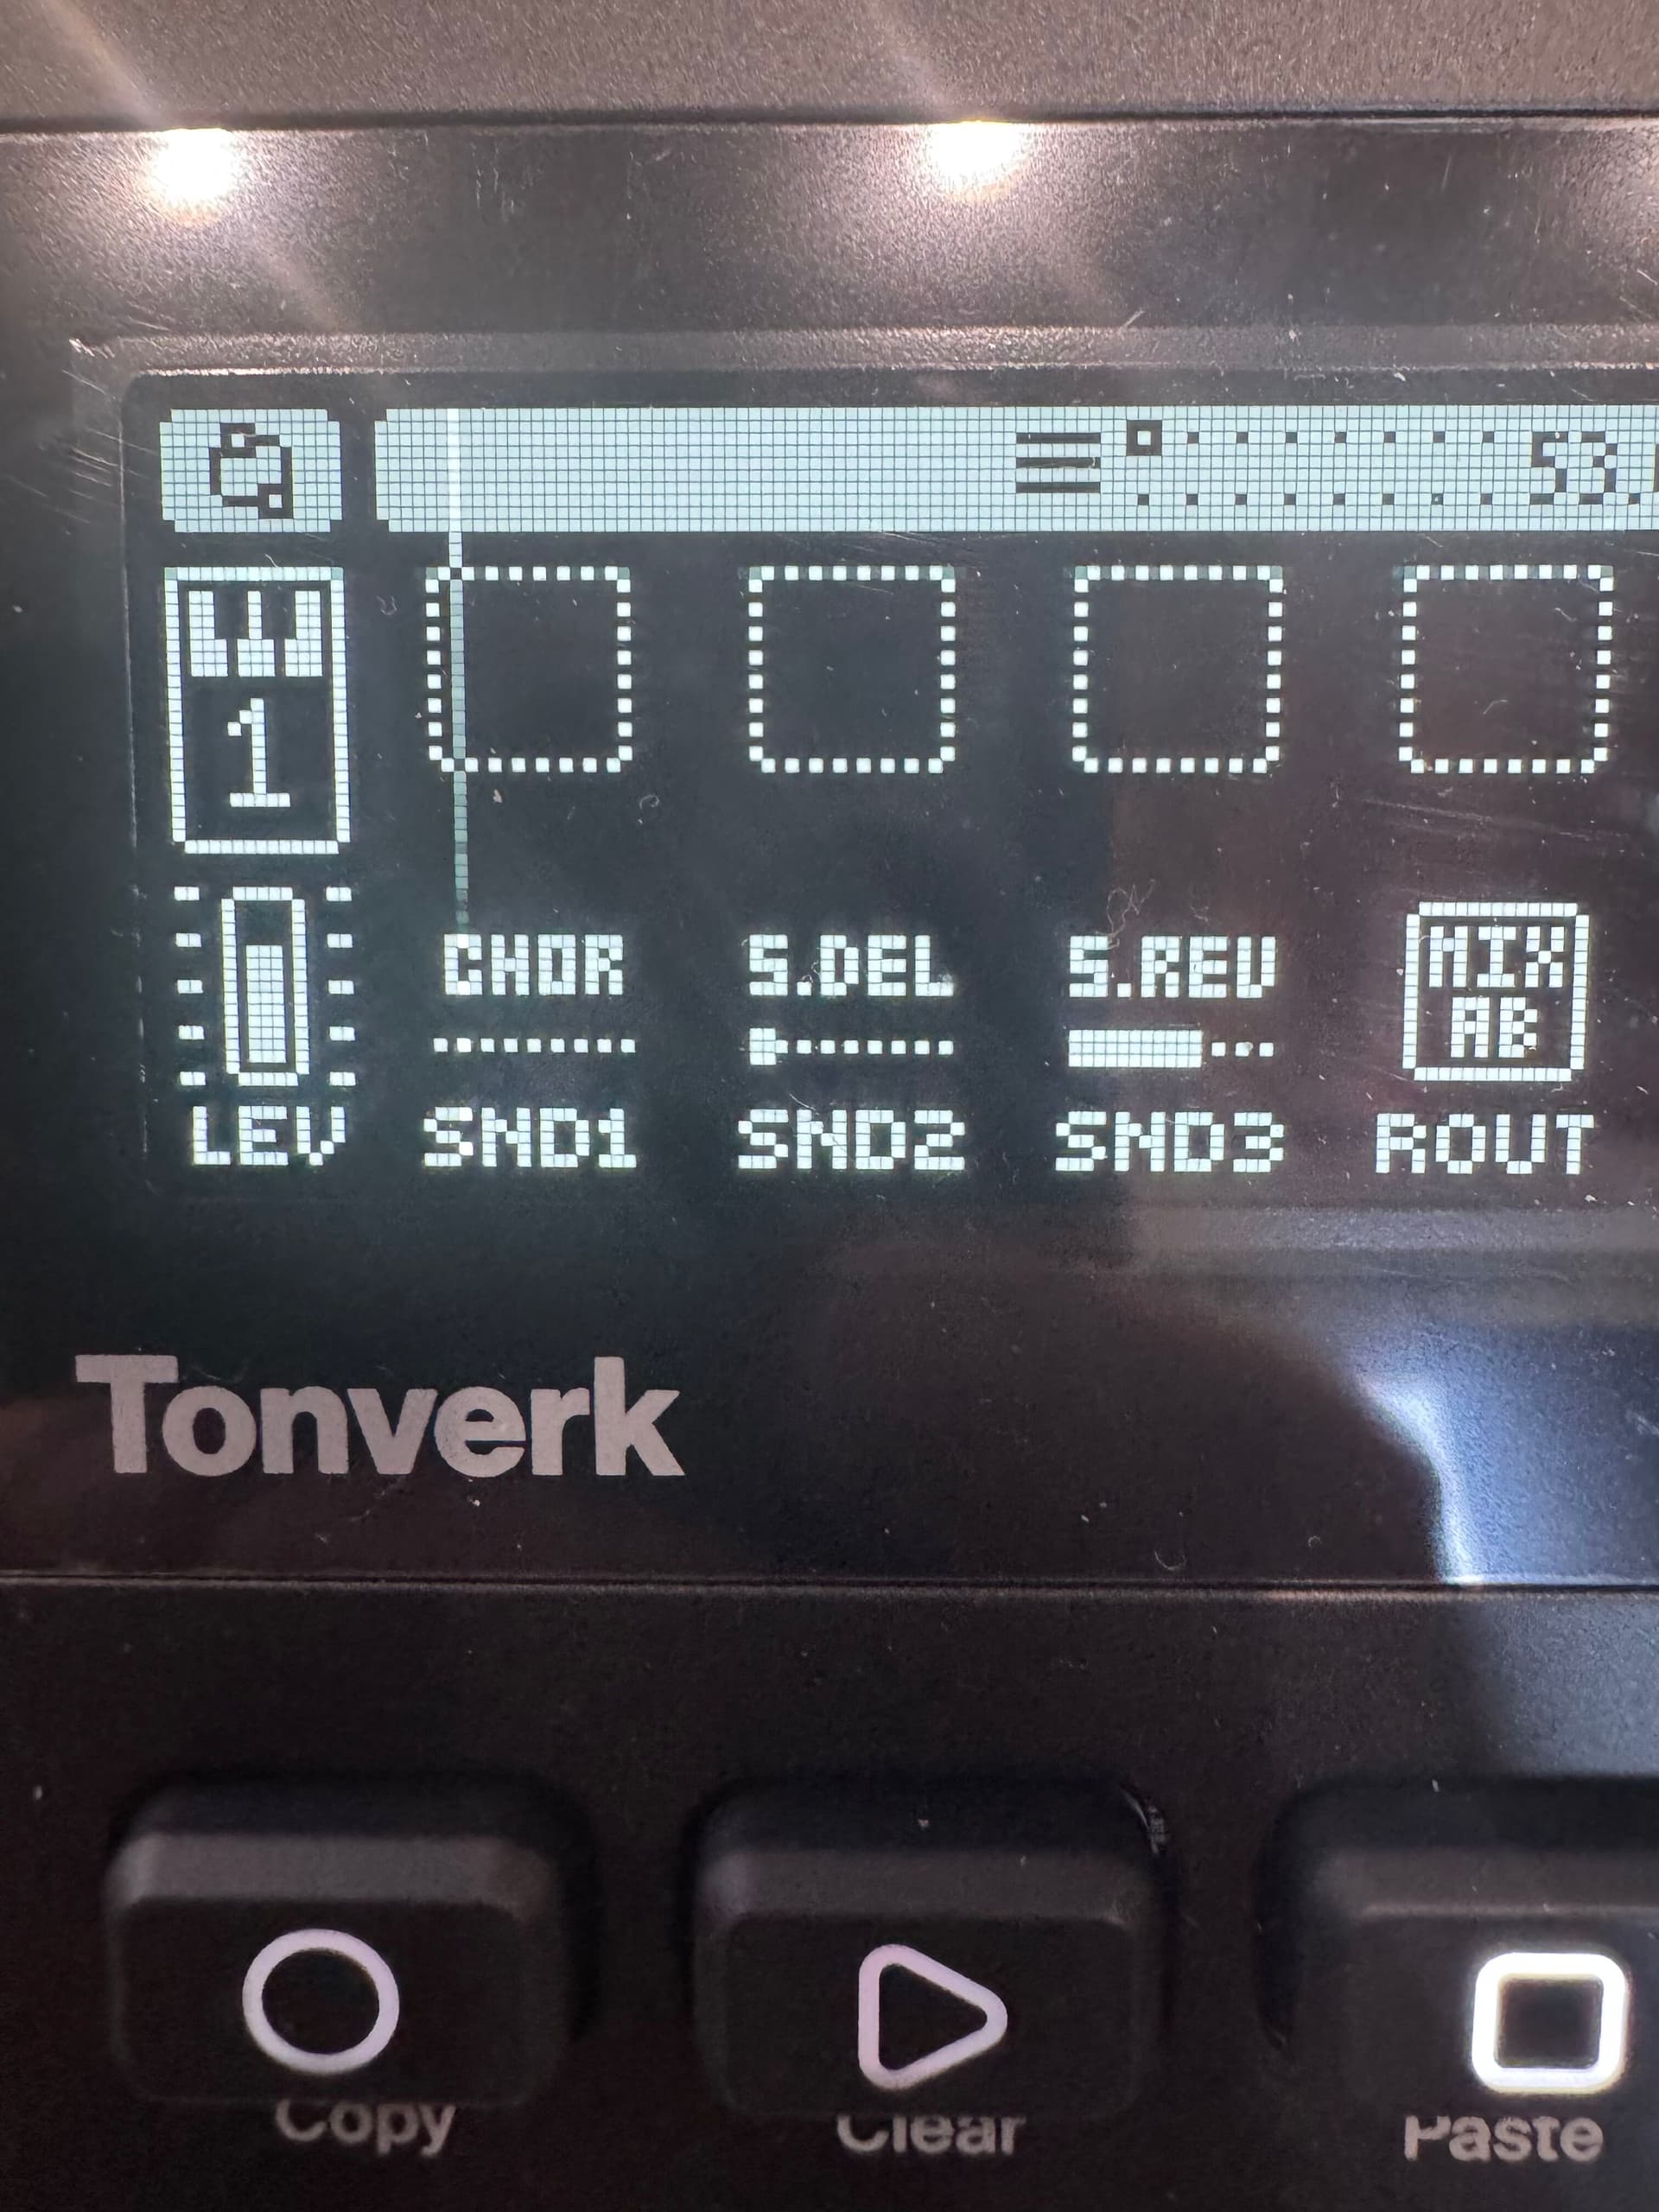 53.
1
CHOR S.DEL S.REV MIX
AB
LEV SND1 SND2 SND3 ROUT
Tonverk
Copy Clear Paste